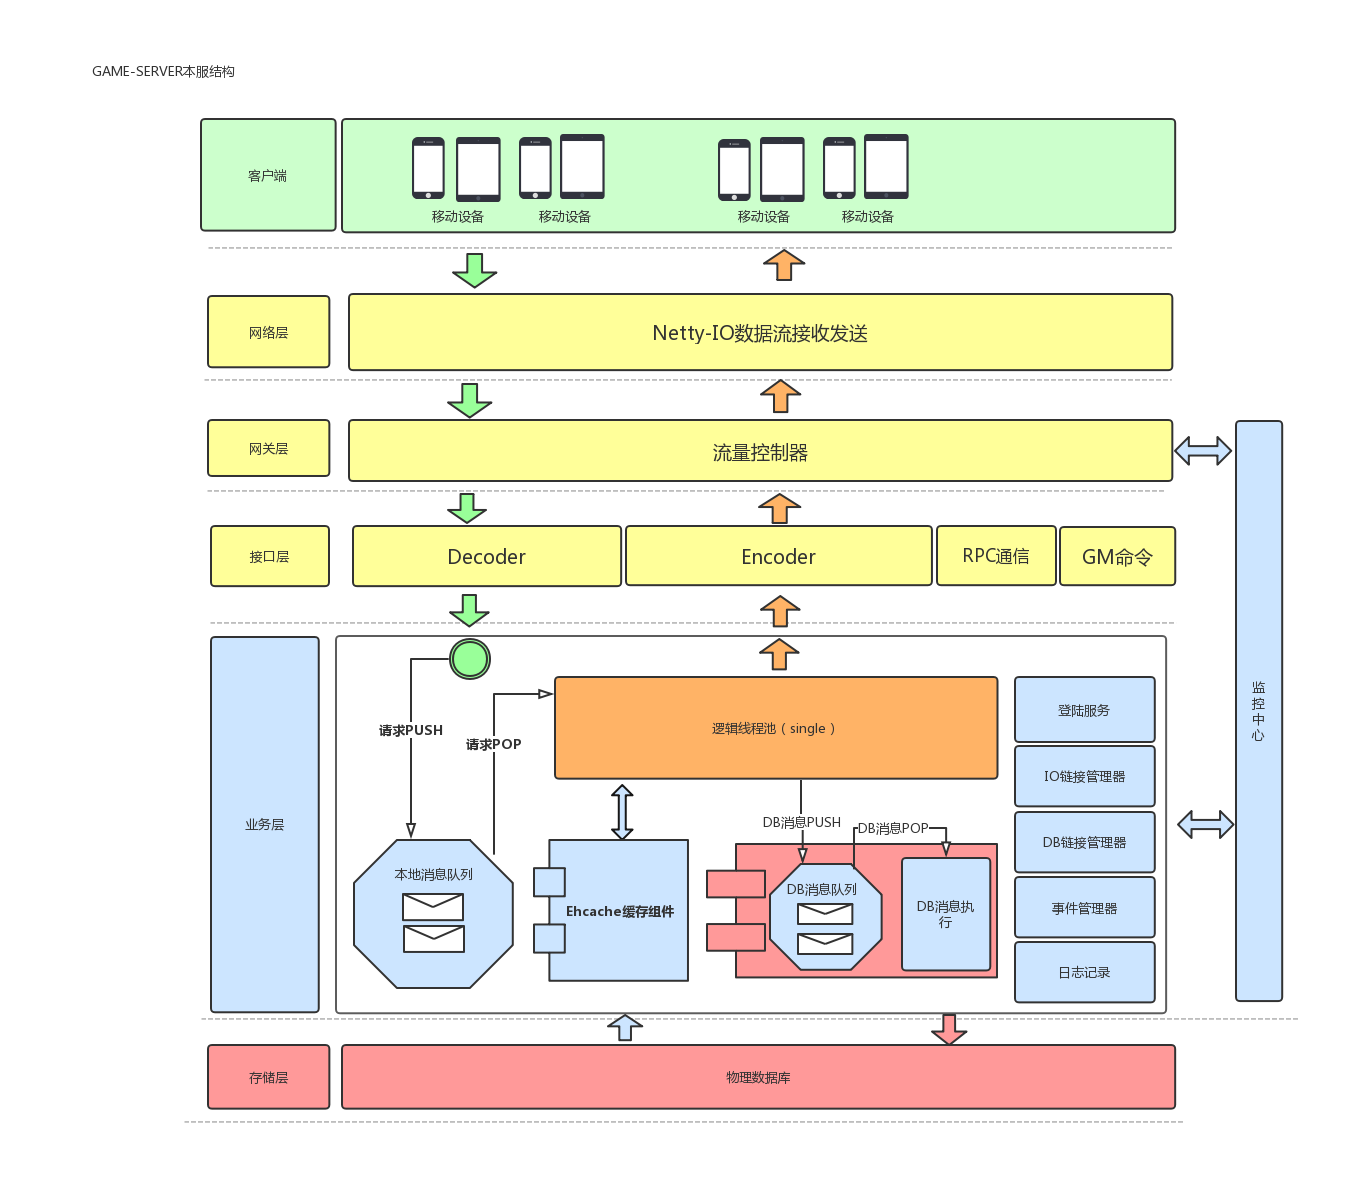 GAME-SERVER本服结构
客户端
移动设备
移动设备
移动设备
移动设备
网络层
Netty-IO数据流接收发送
网关层
流量控制器
接口层
Decoder
Encoder
RPC通信
GM命令
监控中心
业务层
请求PUSH
请求POP
逻辑线程池（single）
登陆服务
IO链接管理器
DB链接管理器
事件管理器
日志记录
DB消息PUSH
DB消息POP
本地消息队列
Ehcache缓存组件
DB消息队列
DB消息执
行
存储层
物理数据库